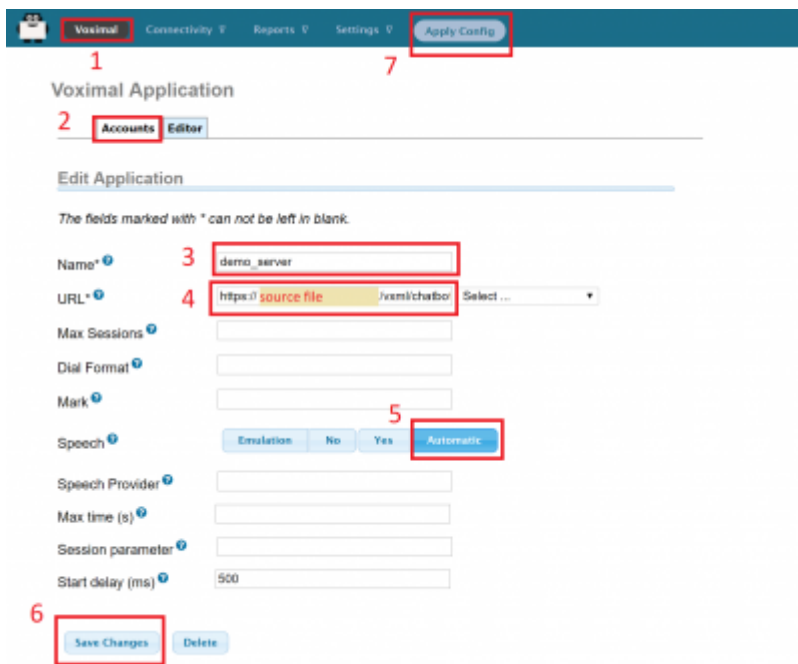 Voximal Connectivity Reports Settings Apply Config
1
7
Voximal Application
2
Accounts Editor
Edit Application
The fields marked with * can not be left in blank.
Name* ? 3 demo_server
URL* ? 4 https:// source file /vxml/chatbo Select ...
Max Sessions ?
Dial Format ?
Mark ?
5
Speech ? Emulation No Yes Automatic
Speech Provider ?
Max time (s) ?
Session parameter ?
Start delay (ms) ? 500
6
Save Changes Delete